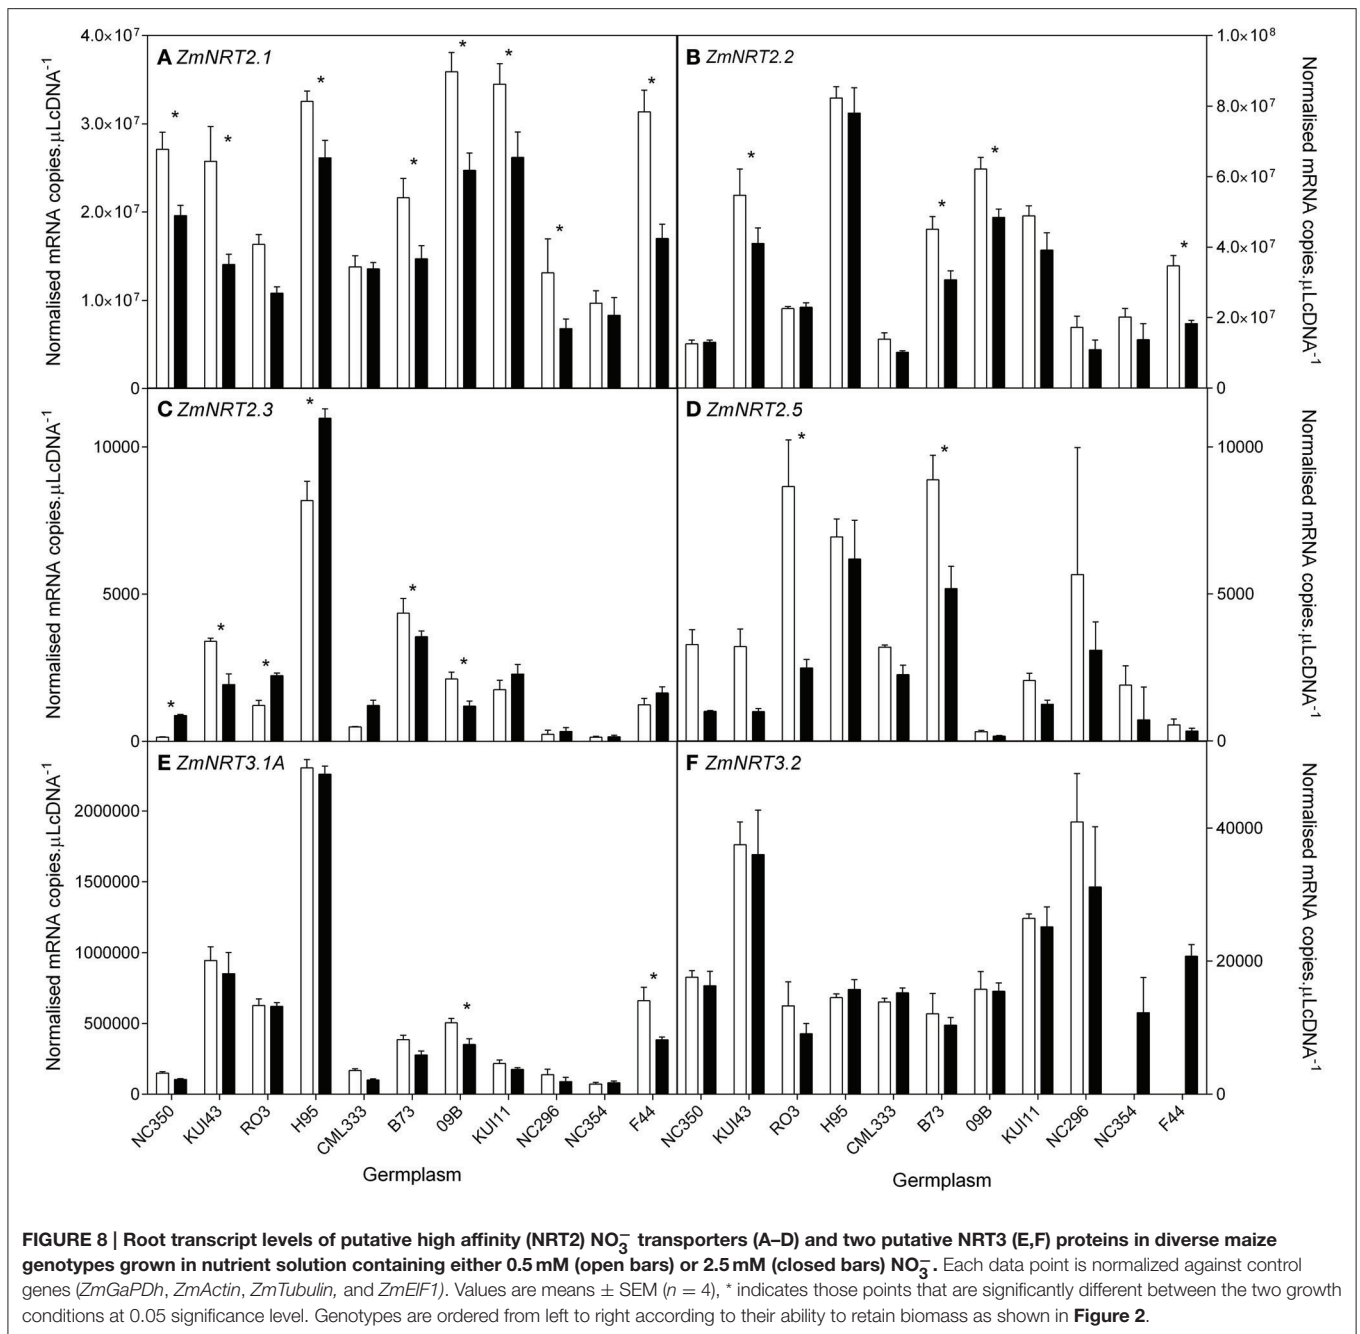 A ZmNRT2.1
B ZmNRT2.2
Normalised mRNA copies.µLcDNA⁻¹
4.0×10⁷
3.0×10⁷
2.0×10⁷
1.0×10⁷
0
* * * * * * * *
* * * *
1.0×10⁸
8.0×10⁷
6.0×10⁷
4.0×10⁷
2.0×10⁷
0
Normalised mRNA copies.µLcDNA⁻¹
C ZmNRT2.3
D ZmNRT2.5
Normalised mRNA copies.µLcDNA⁻¹
10000
5000
0
* * * * * *
* *
10000
5000
0
Normalised mRNA copies.µLcDNA⁻¹
E ZmNRT3.1A
F ZmNRT3.2
Normalised mRNA copies.µLcDNA⁻¹
2000000
1500000
1000000
500000
0
* *
40000
20000
0
Normalised mRNA copies.µLcDNA⁻¹
NC350 KUI43 RO3 H95 CML333 B73 09B KUI11 NC296 NC354 F44
NC350 KUI43 RO3 H95 CML333 B73 09B KUI11 NC296 NC354 F44
Germplasm
Germplasm
FIGURE 8 | Root transcript levels of putative high affinity (NRT2) NO₃⁻ transporters (A–D) and two putative NRT3 (E,F) proteins in diverse maize
genotypes grown in nutrient solution containing either 0.5 mM (open bars) or 2.5 mM (closed bars) NO₃⁻. Each data point is normalized against control
genes (ZmGaPDh, ZmActin, ZmTubulin, and ZmElF1). Values are means ± SEM (n = 4), * indicates those points that are significantly different between the two growth
conditions at 0.05 significance level. Genotypes are ordered from left to right according to their ability to retain biomass as shown in Figure 2.